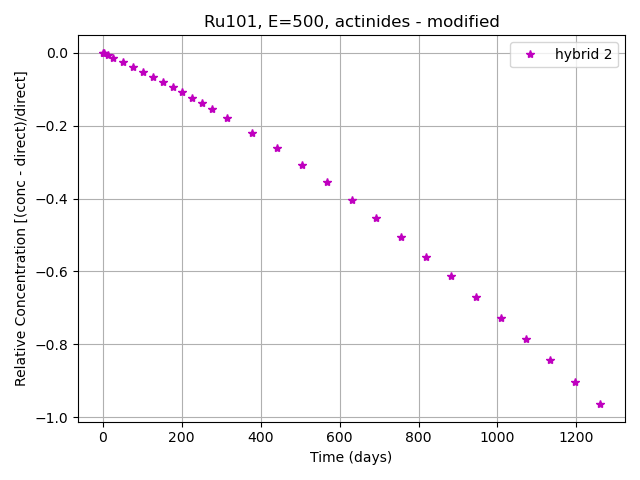 Ru101, E=500, actinides - modified
hybrid 2
Relative Concentration [(conc - direct)/direct]
0.0
−0.2
−0.4
−0.6
−0.8
−1.0
0 200 400 600 800 1000 1200
Time (days)